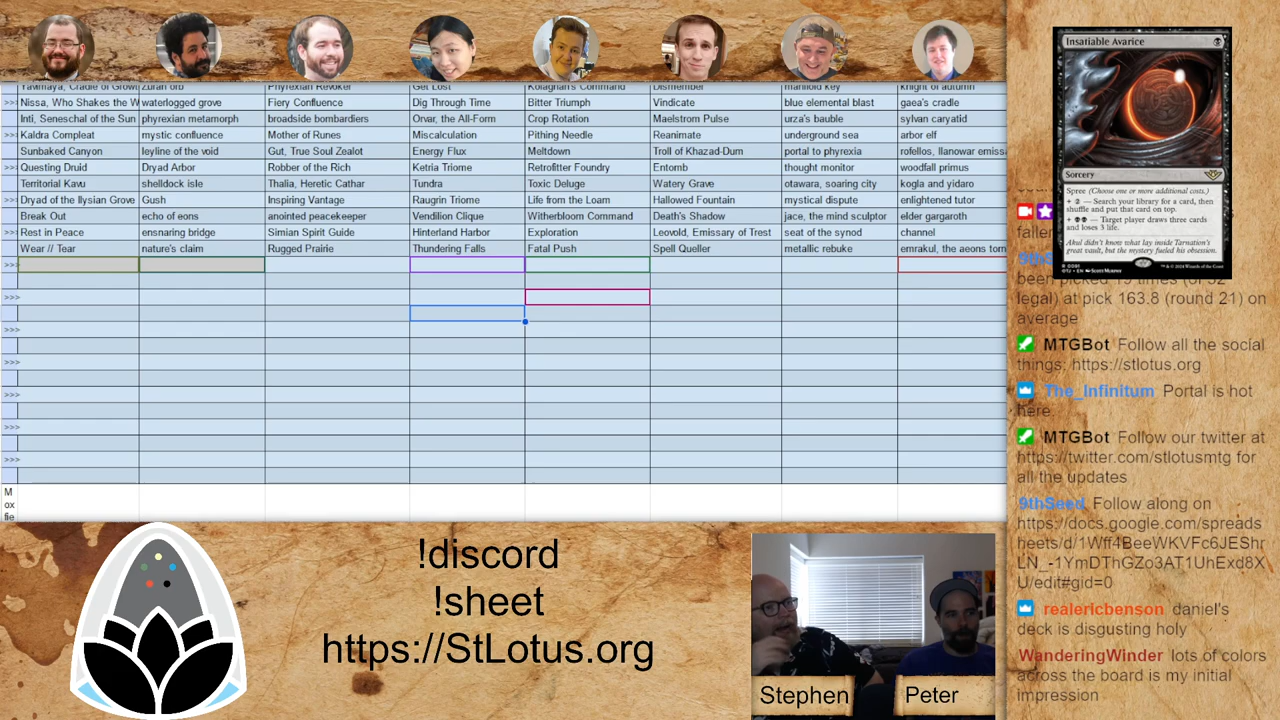 Yavimaya, Cradle of Growt zuran orb Phyrexian Revoker Get Lost Kolaghan's Command Dismember manifold key knight of autumn
>>> Nissa, Who Shakes the W waterlogged grove Fiery Confluence Dig Through Time Bitter Triumph Vindicate blue elemental blast gaea's cradle
Inti, Seneschal of the Sun phyrexian metamorph broadside bombardiers Orvar, the All-Form Crop Rotation Maelstrom Pulse urza's bauble sylvan caryatid
>>> Kaldra Compleat mystic confluence Mother of Runes Miscalculation Pithing Needle Reanimate underground sea arbor elf
Sunbaked Canyon leyline of the void Gut, True Soul Zealot Energy Flux Meltdown Troll of Khazad-Dum portal to phyrexia rofellos, llanowar emissa
>>> Questing Druid Dryad Arbor Robber of the Rich Ketria Triome Retrofitter Foundry Entomb thought monitor woodfall primus
Territorial Kavu shelldock isle Thalia, Heretic Cathar Tundra Toxic Deluge Watery Grave otawara, soaring city kogla and yidaro
>>> Dryad of the Ilysian Grove Gush Inspiring Vantage Raugrin Triome Life from the Loam Hallowed Fountain mystical dispute enlightened tutor
Break Out echo of eons anointed peacekeeper Vendilion Clique Witherbloom Command Death's Shadow jace, the mind sculptor elder gargaroth
>>> Rest in Peace ensnaring bridge Simian Spirit Guide Hinterland Harbor Exploration Leovold, Emissary of Trest seat of the synod channel
Wear // Tear nature's claim Rugged Prairie Thundering Falls Fatal Push Spell Queller metallic rebuke emrakul, the aeons torn
>>>
>>>
>>>
>>>
>>>
>>>
>>>
M
ox
fie
!discord
!sheet
https://StLotus.org
Stephen
Peter
Insatiable Avarice
Sorcery
Spree (Choose one or more additional costs.)
+ 2 — Search your library for a card, then
shuffle and put that card on top.
+ — Target player draws three cards
and loses 3 life.
Akul didn't know what lay inside Tarnation's
great vault, but the mystery fueled his obsession.
fallen
9thS
been picked 19 times (of 32
legal) at pick 163.8 (round 21) on
average
MTGBot Follow all the social
things: https://stlotus.org
The_Infinitum Portal is hot
here.
MTGBot Follow our twitter at
https://twitter.com/stlotusmtg for
all the updates
9thSeed Follow along on
https://docs.google.com/spreads
heets/d/1Wff4BeeWKVFc6JEShr
LN_-1YmDThGZo3AT1UhExd8X
U/edit#gid=0
realericbenson daniel's
deck is disgusting holy
WanderingWinder lots of colors
across the board is my initial
impression